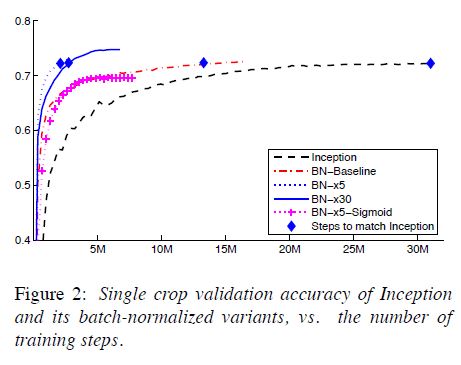 0.8
0.7
0.6
0.5
0.4
5M 10M 15M 20M 25M 30M
Inception
BN-Baseline
BN-x5
BN-x30
BN-x5-Sigmoid
Steps to match Inception
Figure 2: Single crop validation accuracy of Inception
and its batch-normalized variants, vs. the number of
training steps.